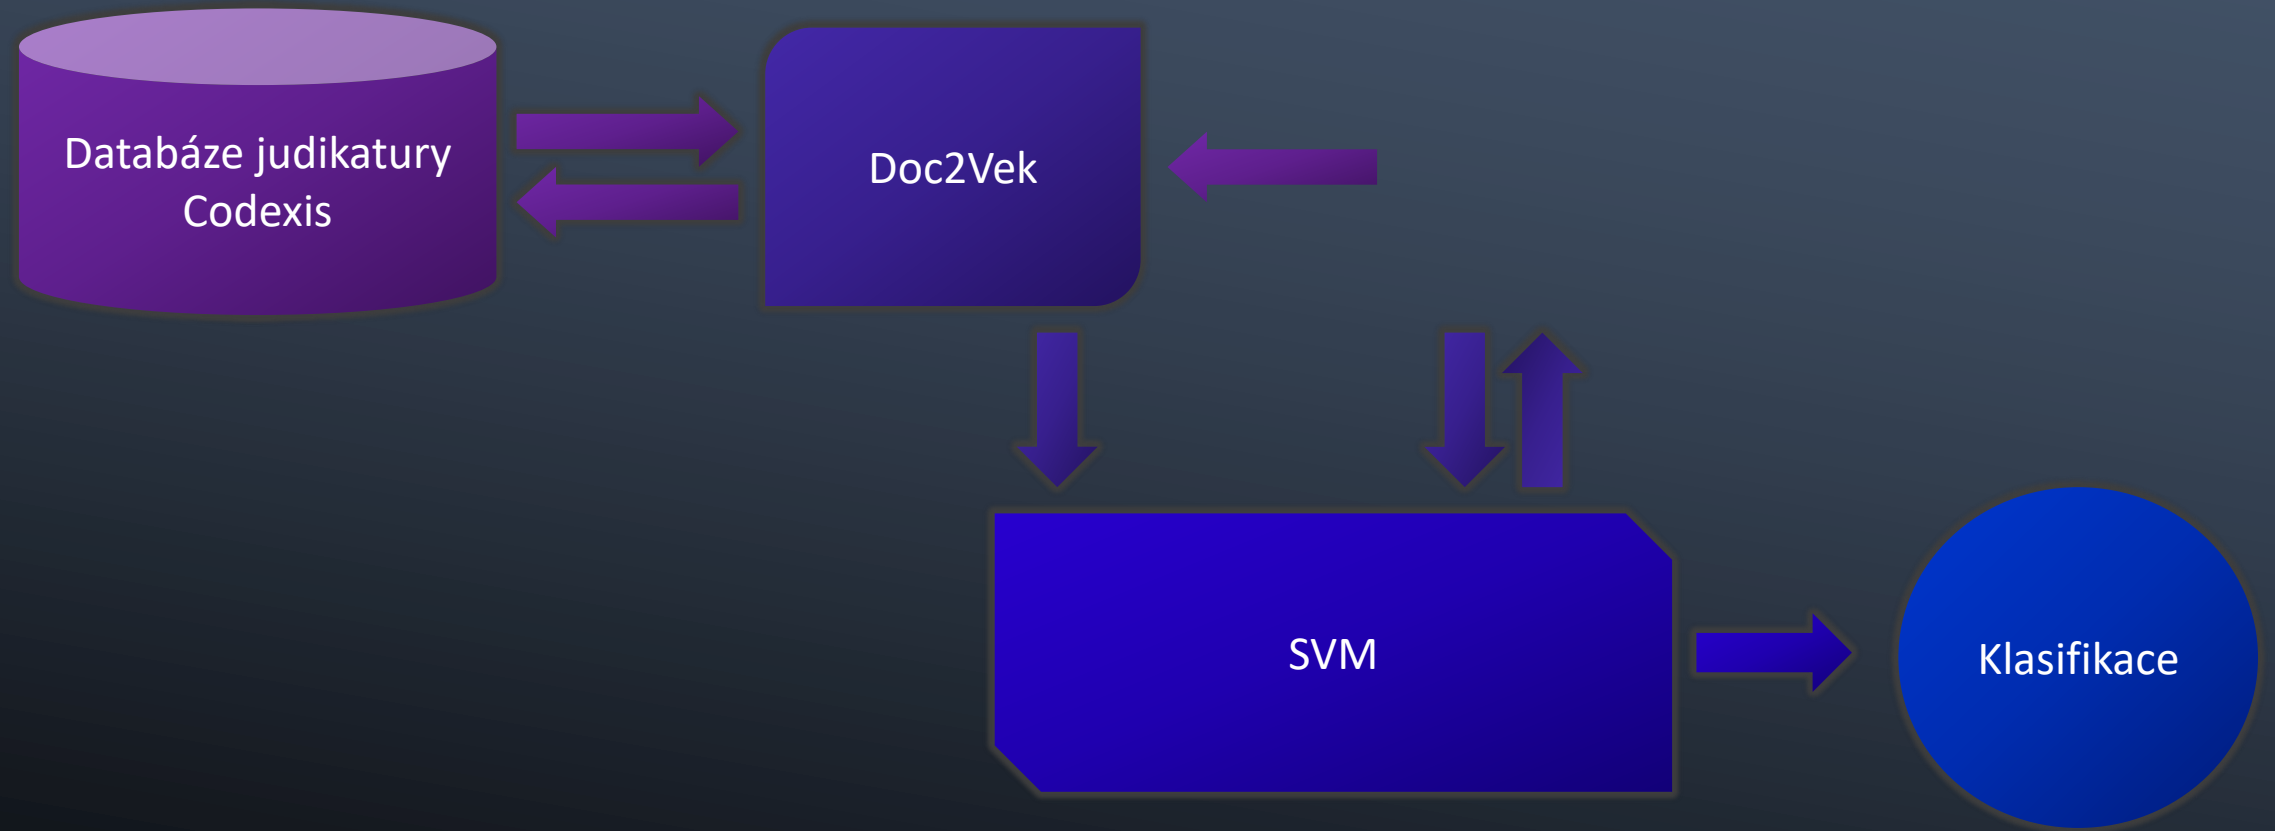 Databáze judikatury
Codexis
Doc2Vek
SVM
Klasifikace